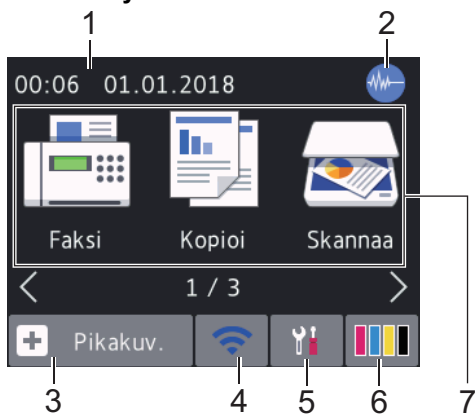 1 2
00:06 01.01.2018
Faksi Kopioi Skannaa
1 / 3
Pikakuv.
3 4 5 6 7